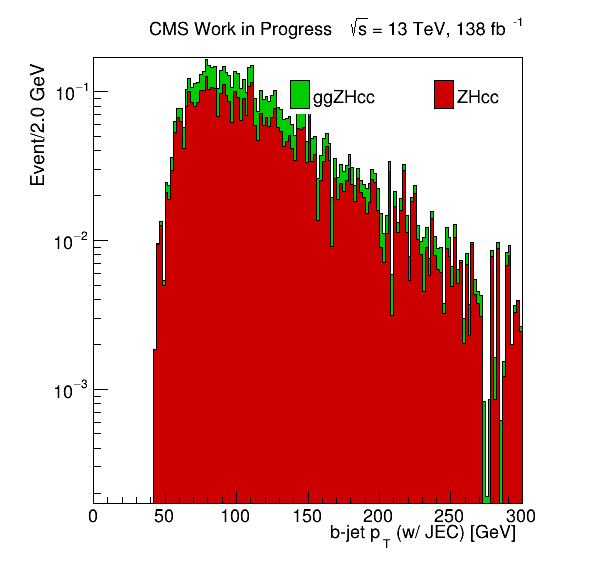 CMS Work in Progress √s = 13 TeV, 138 fb⁻¹
Event/2.0 GeV
ggZHcc
ZHcc
10⁻¹
10⁻²
10⁻³
0 50 100 150 200 250 300
b-jet p_T (w/ JEC) [GeV]